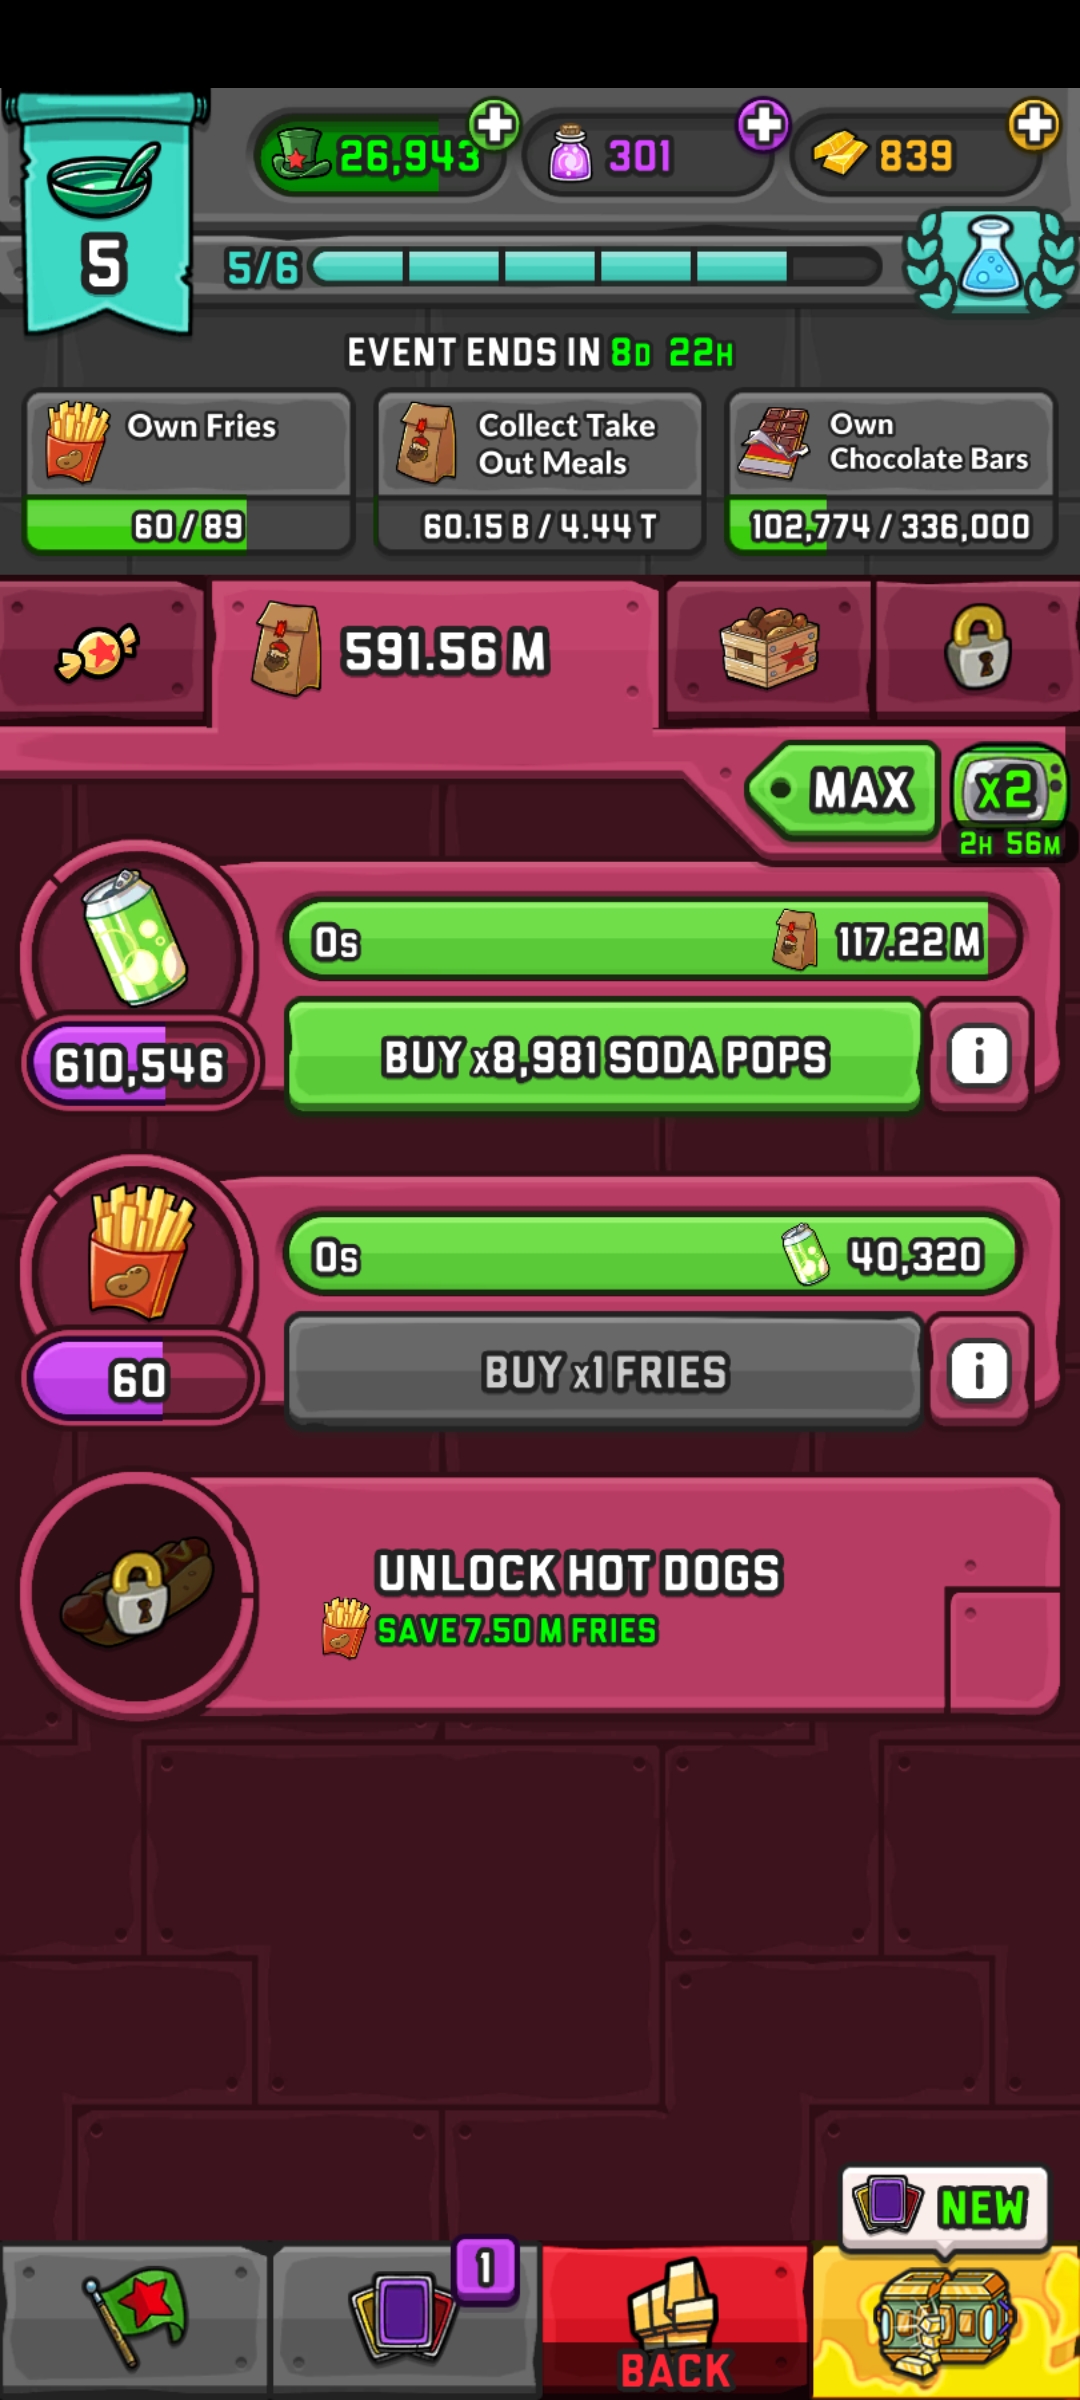 26,943
301
839
5
5/6
EVENT ENDS IN 8D 22H
Own Fries
60/89
Collect Take
Out Meals
60.15 B / 4.44 T
Own
Chocolate Bars
102,774 / 336,000
591.56 M
MAX
x2
2H 56M
0s
117.22 M
610,546
BUY x8,981 SODA POPS
i
0s
40,320
60
BUY x1 FRIES
i
UNLOCK HOT DOGS
SAVE 7.50 M FRIES
NEW
1
BACK